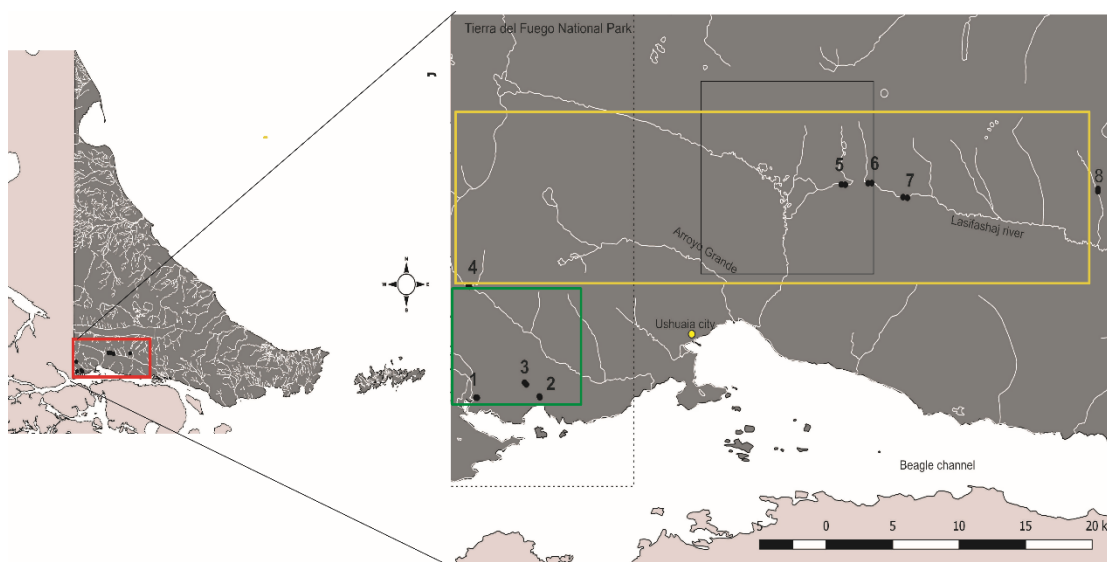 Tierra del Fuego National Park
5
6
7
8
Lasifashaj river
Arroyo Grande
4
Ushuaia city
3
1
2
Beagle channel
5 0 5 10 15 20 k